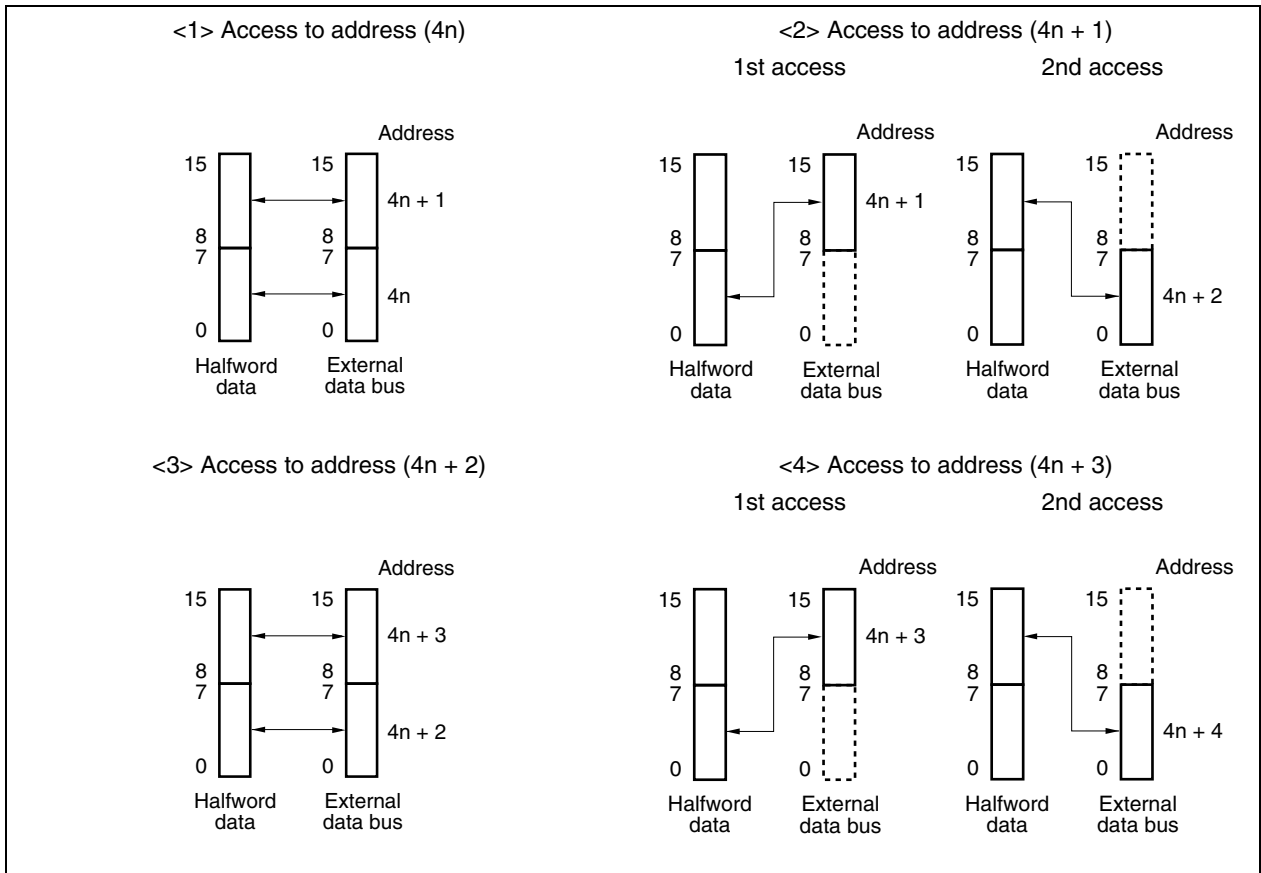 <1> Access to address (4n)
Address
15
15
4n + 1
8
8
7
7
4n
0
0
Halfword
data
External
data bus
<2> Access to address (4n + 1)
1st access
Address
15
15
4n + 1
8
8
7
7
0
0
Halfword
data
External
data bus
2nd access
Address
15
15
8
8
7
7
4n + 2
0
0
Halfword
data
External
data bus
<3> Access to address (4n + 2)
Address
15
15
4n + 3
8
8
7
7
4n + 2
0
0
Halfword
data
External
data bus
<4> Access to address (4n + 3)
1st access
Address
15
15
4n + 3
8
8
7
7
0
0
Halfword
data
External
data bus
2nd access
Address
15
15
8
8
7
7
4n + 4
0
0
Halfword
data
External
data bus